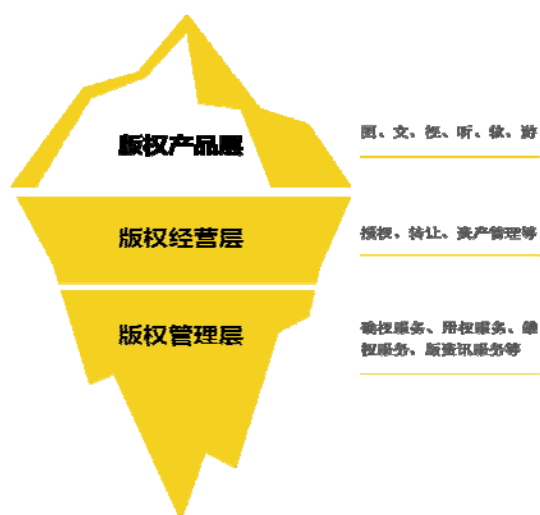 版权产品层
图、文、视、听、软、游
版权经营层
授权、转让、资产管理等
版权管理层
确权服务、用权服务、维
权服务、版资讯服务等